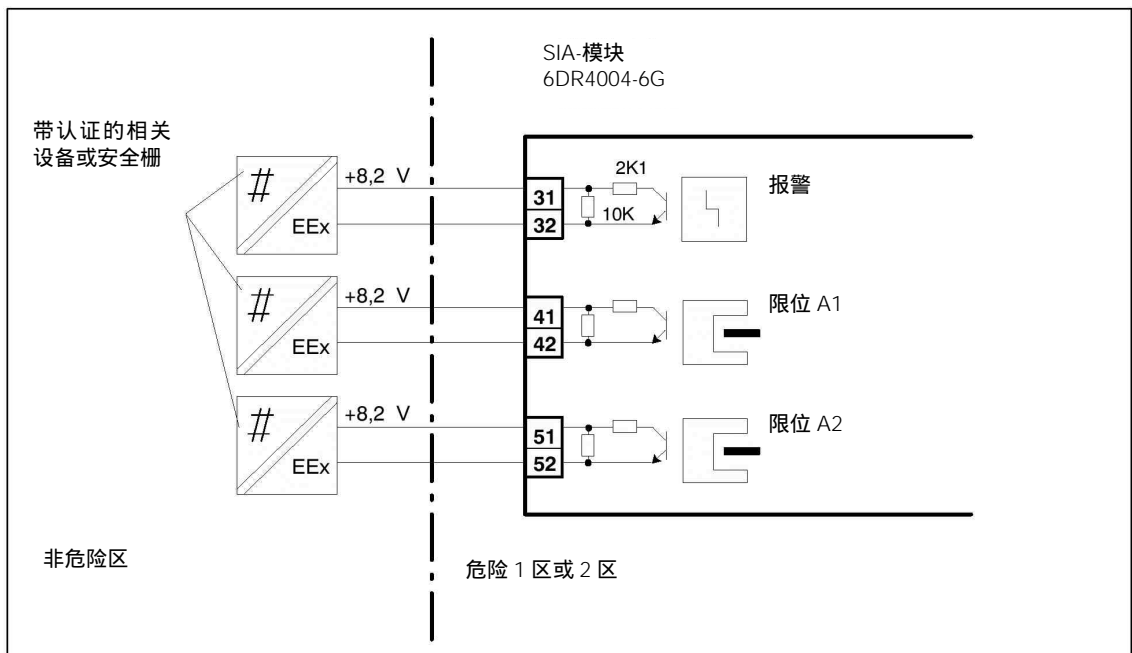 SIA-模块
6DR4004-6G
带认证的相关
设备或安全栅
+8,2 V
EEx
31
32
2K1
10K
报警
+8,2 V
EEx
41
42
限位 A1
+8,2 V
EEx
51
52
限位 A2
非危险区
危险 1 区或 2 区